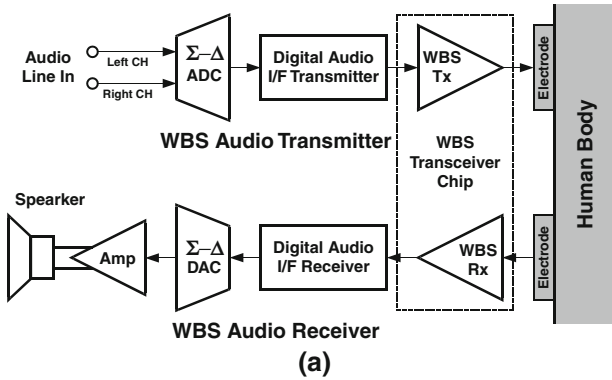 Audio
Line In
Left CH
Right CH
Σ–Δ
ADC
Digital Audio
I/F Transmitter
WBS
Tx
Electrode
Human Body
WBS Audio Transmitter
WBS
Transceiver
Chip
Spearker
Amp
Σ–Δ
DAC
Digital Audio
I/F Receiver
WBS
Rx
Electrode
WBS Audio Receiver
(a)